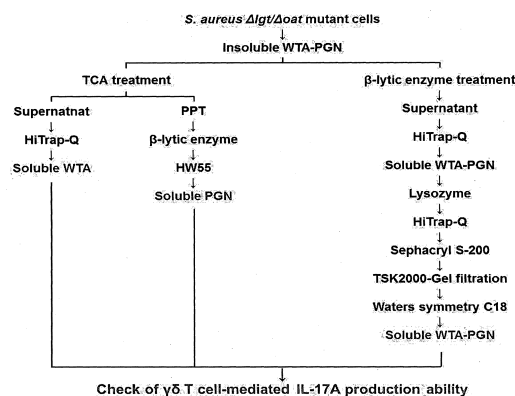 S. aureus Δlgt/Δoat mutant cells
Insoluble WTA-PGN
TCA treatment
β-lytic enzyme treatment
Supernatnat
PPT
Supernatant
HiTrap-Q
β-lytic enzyme
HiTrap-Q
Soluble WTA
HW55
Soluble WTA-PGN
Soluble PGN
Lysozyme
HiTrap-Q
Sephacryl S-200
TSK2000-Gel filtration
Waters symmetry C18
Soluble WTA-PGN
Check of γδ T cell-mediated IL-17A production ability